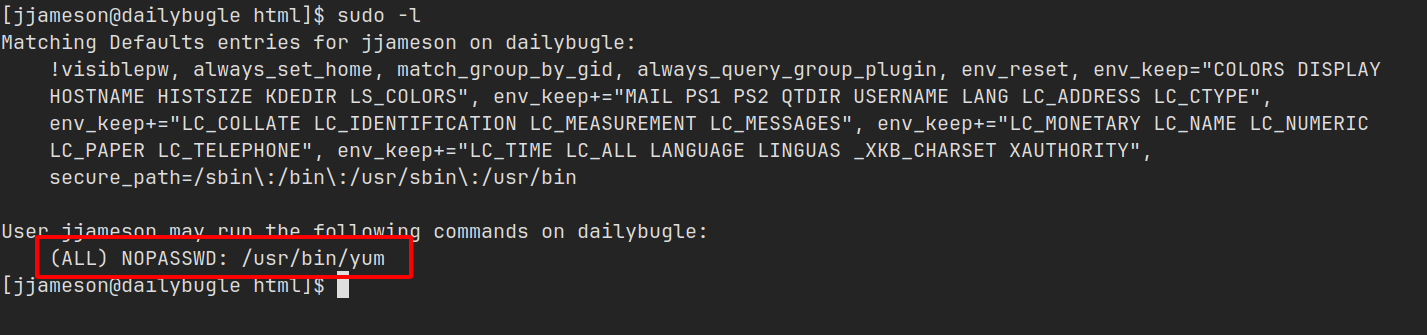 [jjameson@dailybugle html]$ sudo -l
Matching Defaults entries for jjameson on dailybugle:
    !visiblepw, always_set_home, match_group_by_gid, always_query_group_plugin, env_reset, env_keep="COLORS DISPLAY
    HOSTNAME HISTSIZE KDEDIR LS_COLORS", env_keep+="MAIL PS1 PS2 QTDIR USERNAME LANG LC_ADDRESS LC_CTYPE",
    env_keep+="LC_COLLATE LC_IDENTIFICATION LC_MEASUREMENT LC_MESSAGES", env_keep+="LC_MONETARY LC_NAME LC_NUMERIC
    LC_PAPER LC_TELEPHONE", env_keep+="LC_TIME LC_ALL LANGUAGE LINGUAS _XKB_CHARSET XAUTHORITY",
    secure_path=/sbin\:/bin\:/usr/sbin\:/usr/bin

User jjameson may run the following commands on dailybugle:
    (ALL) NOPASSWD: /usr/bin/yum
[jjameson@dailybugle html]$